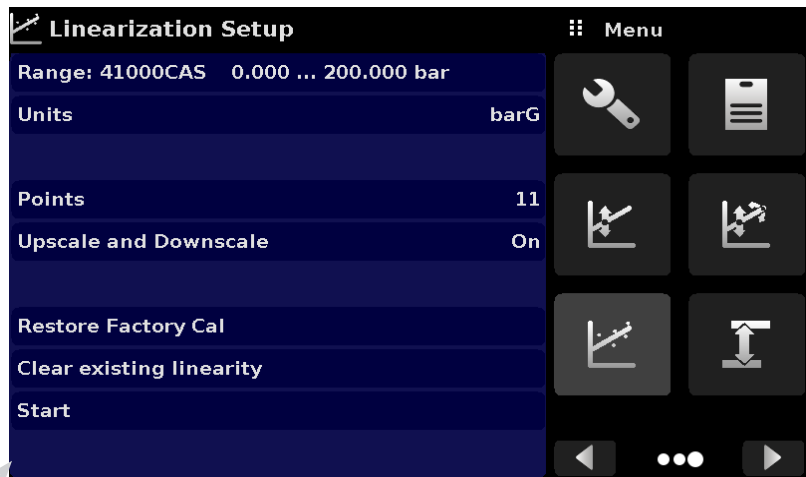 Linearization Setup
Menu
Range: 41000CAS 0.000 ... 200.000 bar
Units barG
Points 11
Upscale and Downscale On
Restore Factory Cal
Clear existing linearity
Start